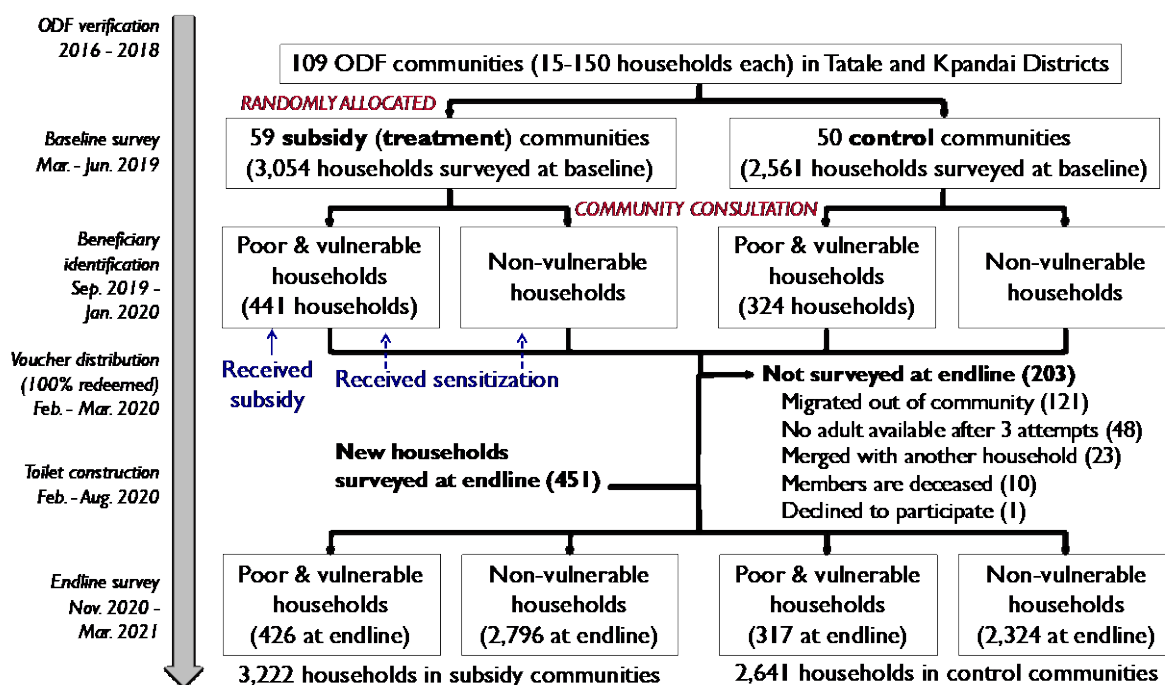 ODF verification
2016 - 2018
109 ODF communities (15-150 households each) in Tatale and Kpandai Districts
RANDOMLY ALLOCATED
Baseline survey
Mar. - Jun. 2019
59 subsidy (treatment) communities
(3,054 households surveyed at baseline)
50 control communities
(2,561 households surveyed at baseline)
COMMUNITY CONSULTATION
Beneficiary
identification
Sep. 2019 -
Jan. 2020
Poor & vulnerable
households
(441 households)
Non-vulnerable
households
Poor & vulnerable
households
(324 households)
Non-vulnerable
households
Voucher distribution
(100% redeemed)
Feb. - Mar. 2020
Received
subsidy
Received sensitization
Not surveyed at endline (203)
Migrated out of community (121)
No adult available after 3 attempts (48)
Merged with another household (23)
Members are deceased (10)
Declined to participate (1)
New households
surveyed at endline (451)
Toilet construction
Feb. - Aug. 2020
Endline survey
Nov. 2020 -
Mar. 2021
Poor & vulnerable
households
(426 at endline)
Non-vulnerable
households
(2,796 at endline)
Poor & vulnerable
households
(317 at endline)
Non-vulnerable
households
(2,324 at endline)
3,222 households in subsidy communities
2,641 households in control communities